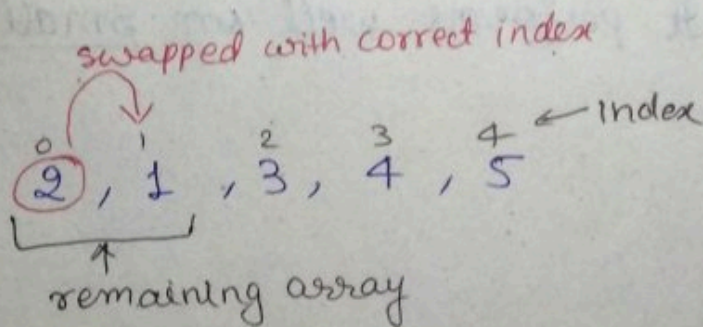 swapped with correct index
0 1 2 3 4 ← Index
2, 1, 3, 4, 5
remaining array